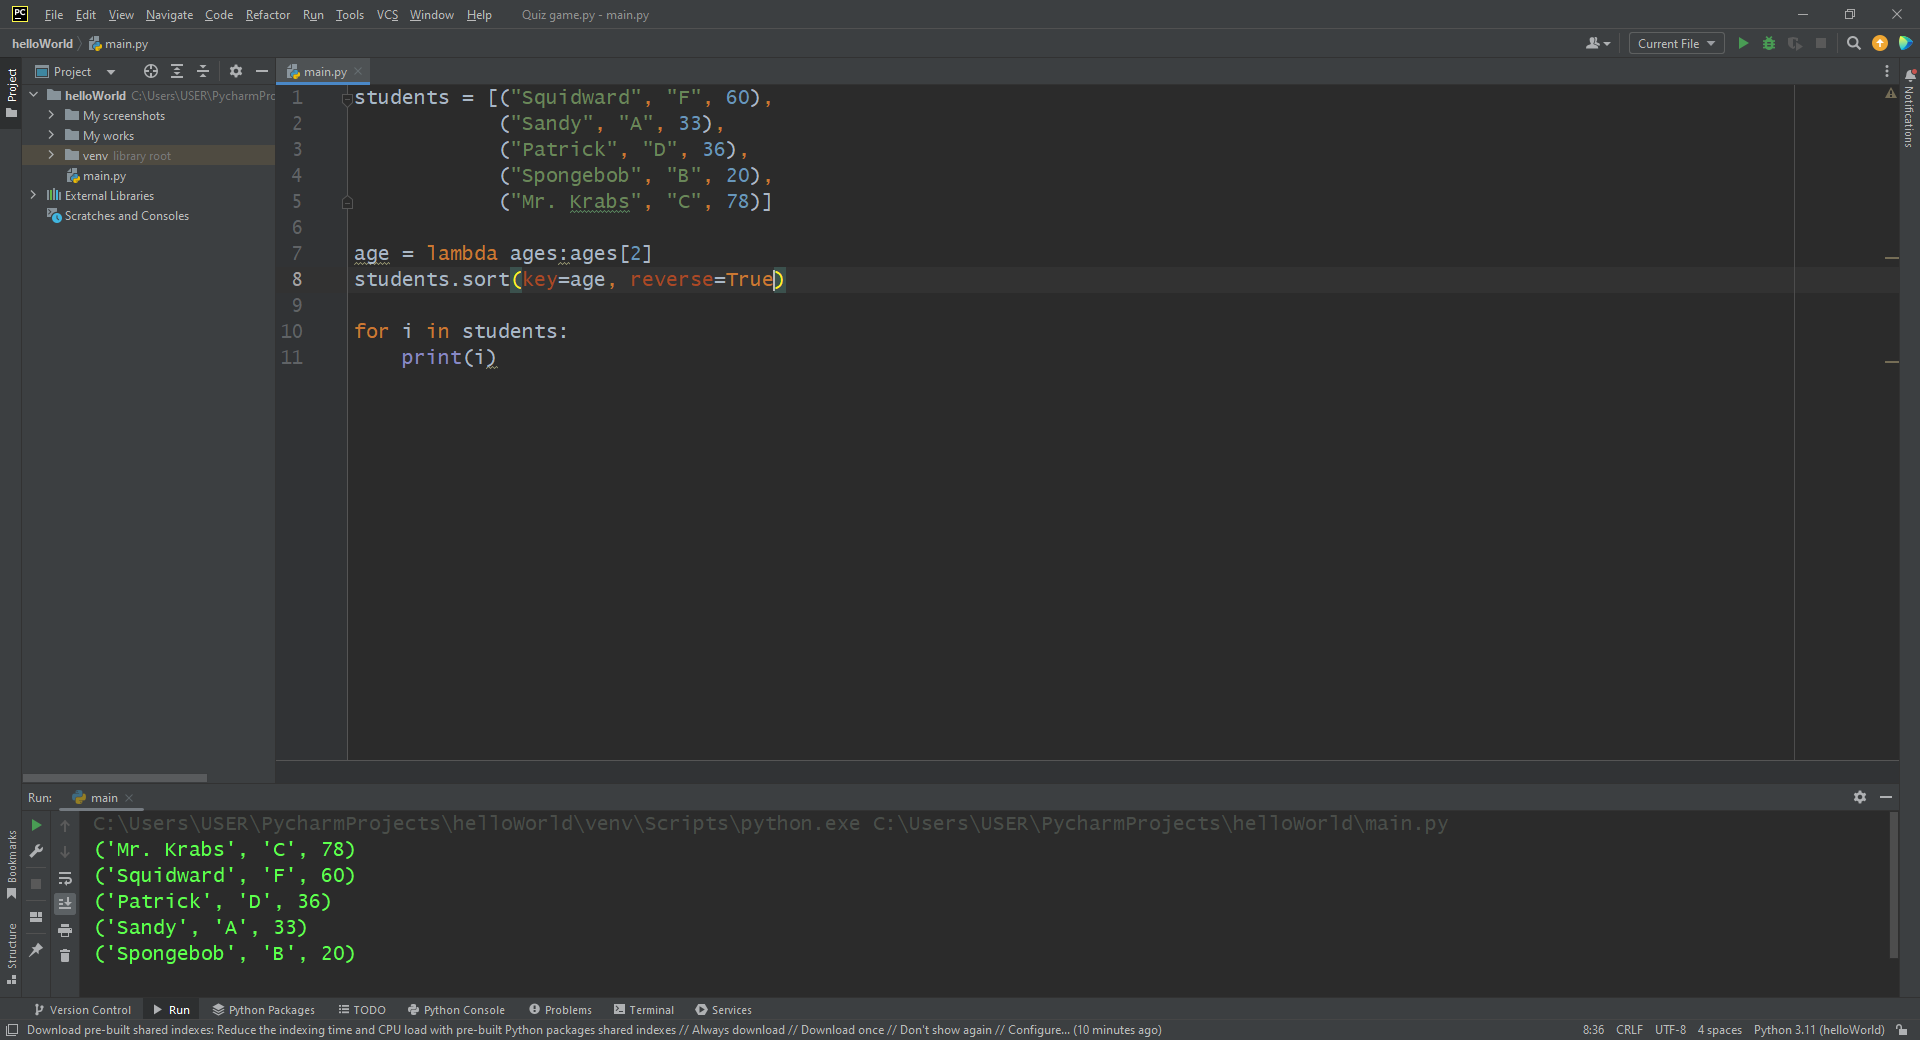 PC File Edit View Navigate Code Refactor Run Tools VCS Window Help Quiz game.py - main.py
helloWorld main.py Current File
Project main.py
Project
helloWorld C:\Users\USER\PycharmPro
My screenshots
My works
venv library root
main.py
External Libraries
Scratches and Consoles
Notifications
1 students = [("Squidward", "F", 60),
2 ("Sandy", "A", 33),
3 ("Patrick", "D", 36),
4 ("Spongebob", "B", 20),
5 ("Mr. Krabs", "C", 78)]
6
7 age = lambda ages:ages[2]
8 students.sort(key=age, reverse=True)
9
10 for i in students:
11 print(i)
Run: main
C:\Users\USER\PycharmProjects\helloWorld\venv\Scripts\python.exe C:\Users\USER\PycharmProjects\helloWorld\main.py
('Mr. Krabs', 'C', 78)
('Squidward', 'F', 60)
('Patrick', 'D', 36)
('Sandy', 'A', 33)
('Spongebob', 'B', 20)
Bookmarks
Structure
Version Control Run Python Packages TODO Python Console Problems Terminal Services
Download pre-built shared indexes: Reduce the indexing time and CPU load with pre-built Python packages shared indexes // Always download // Download once // Don't show again // Configure... (10 minutes ago) 8:36 CRLF UTF-8 4 spaces Python 3.11 (helloWorld)